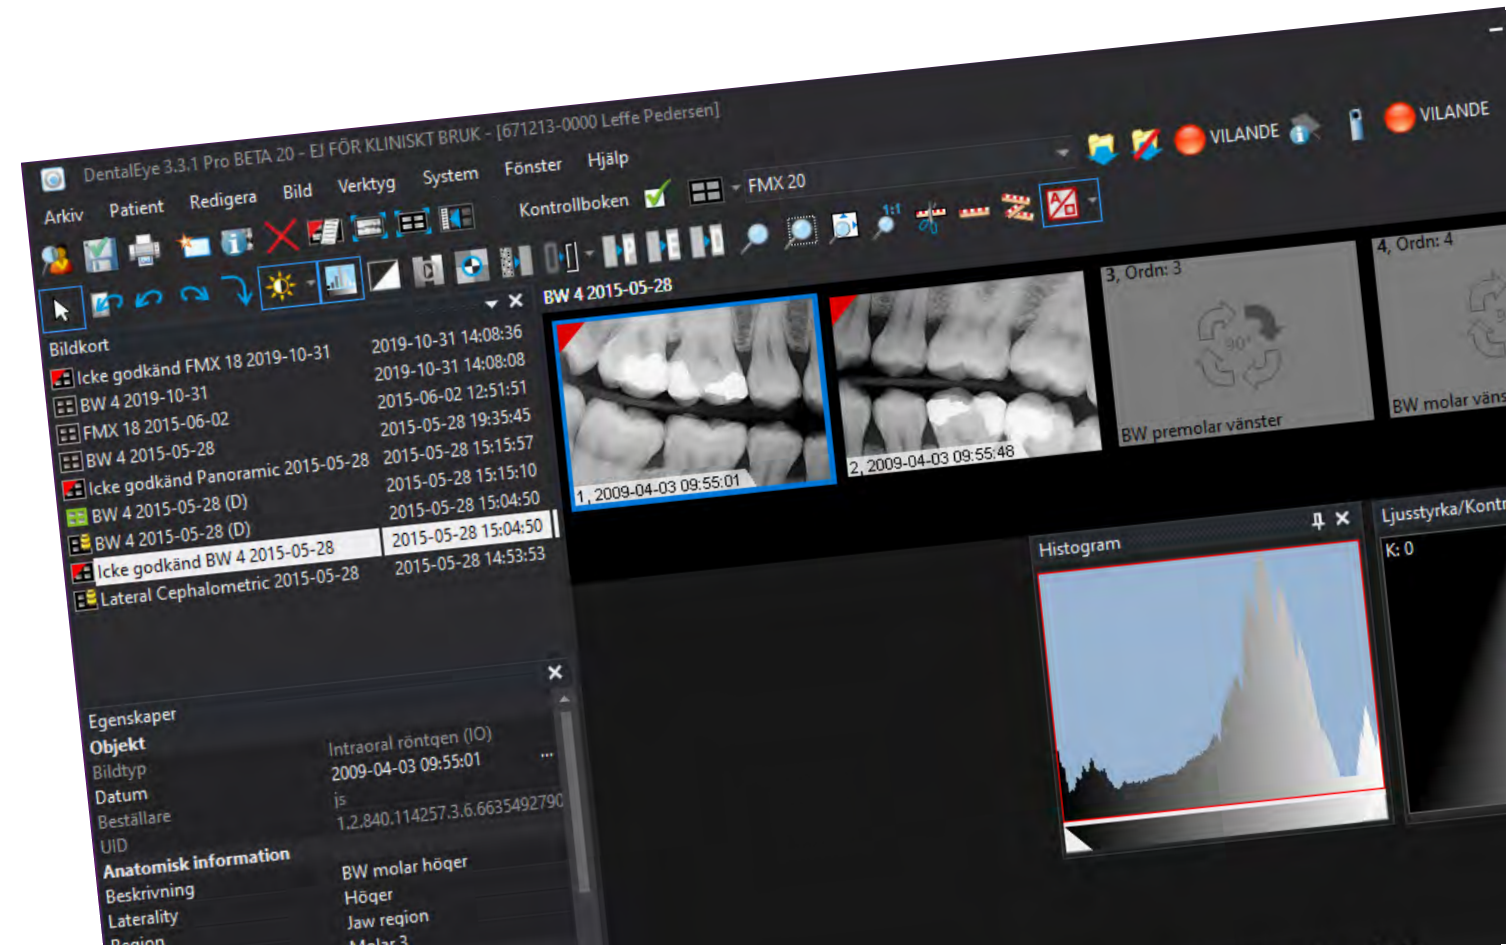 DentalEye 3.3.1 Pro BETA 20 - EJ FÖR KLINISKT BRUK - [671213-0000 Leffe Pedersen]
Arkiv Patient Redigera Bild Verktyg System Fönster Hjälp
Kontrollboken FMX 20 VILANDE VILANDE
1:1
Bildkort
Icke godkänd FMX 18 2019-10-31 2019-10-31 14:08:36
BW 4 2019-10-31 2019-10-31 14:08:08
FMX 18 2015-06-02 2015-06-02 12:51:51
BW 4 2015-05-28 2015-05-28 19:35:45
Icke godkänd Panoramic 2015-05-28 2015-05-28 15:15:57
BW 4 2015-05-28 (D) 2015-05-28 15:15:10
BW 4 2015-05-28 (D) 2015-05-28 15:04:50
Icke godkänd BW 4 2015-05-28 2015-05-28 15:04:50
Lateral Cephalometric 2015-05-28 2015-05-28 14:53:53
BW 4 2015-05-28
1, 2009-04-03 09:55:01
2, 2009-04-03 09:55:48
3, Ordn: 3
90°
BW premolar vänster
4, Ordn: 4
BW molar väns
Egenskaper
Objekt
Bildtyp Intraoral röntgen (IO)
Datum 2009-04-03 09:55:01 ...
Beställare js
UID 1.2.840.114257.3.6.6635492790
Anatomisk information
Beskrivning BW molar höger
Laterality Höger
Region Jaw region
Molar 3
Histogram
Ljusstyrka/Kontr
K: 0